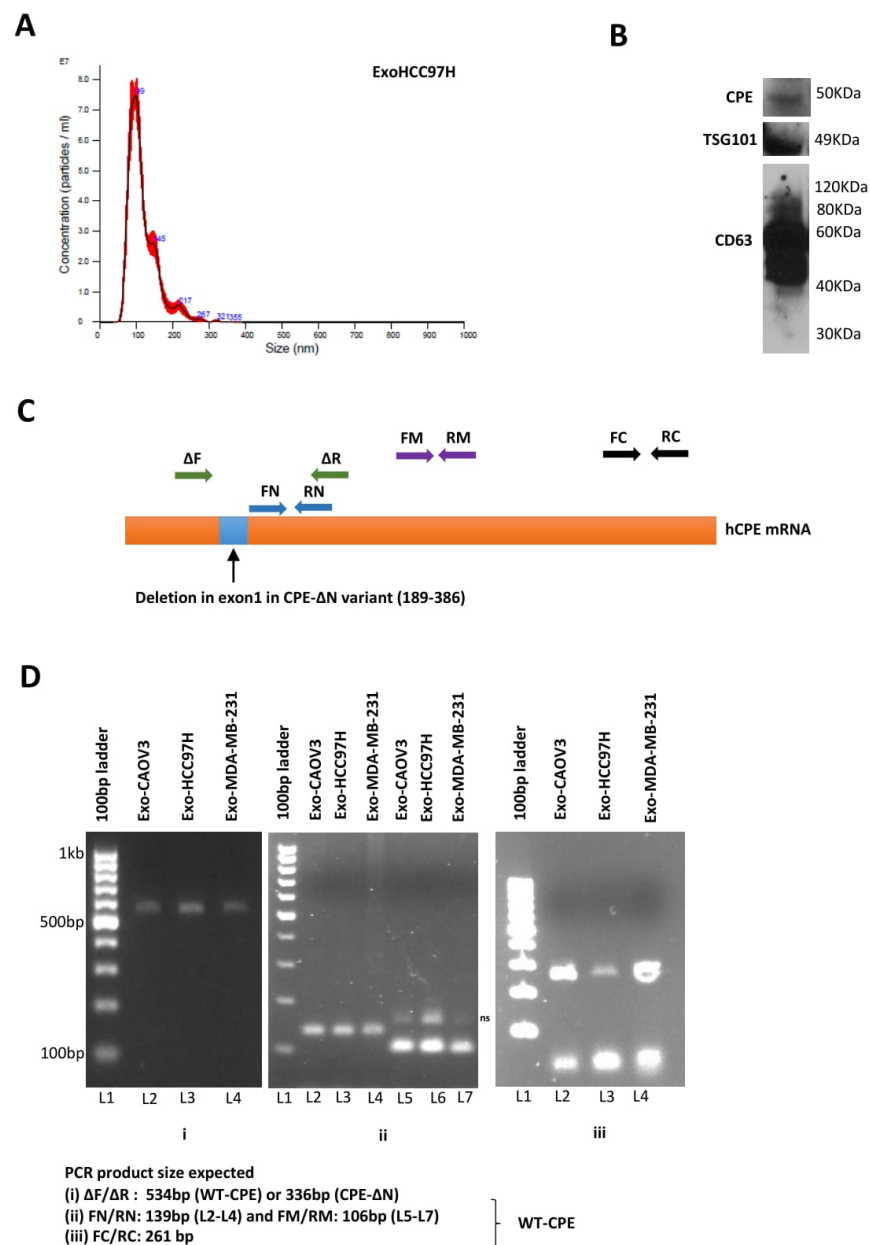 A
E7
ExoHCC97H
Concentration (particles / ml)
8.0
7.0
6.0
5.0
4.0
3.0
2.0
1.0
0
99
145
217
267
321 355
0 100 200 300 400 500 600 700 800 900 1000
Size (nm)
B
CPE 50KDa
TSG101 49KDa
CD63
120KDa
80KDa
60KDa
40KDa
30KDa
C
ΔF ΔR FM RM FC RC
FN RN
hCPE mRNA
Deletion in exon1 in CPE-ΔN variant (189-386)
D
100bp ladder
Exo-CAOV3
Exo-HCC97H
Exo-MDA-MB-231
100bp ladder
Exo-CAOV3
Exo-HCC97H
Exo-MDA-MB-231
Exo-CAOV3
Exo-HCC97H
Exo-MDA-MB-231
100bp ladder
Exo-CAOV3
Exo-HCC97H
Exo-MDA-MB-231
1kb
500bp
100bp
ns
L1 L2 L3 L4
L1 L2 L3 L4 L5 L6 L7
L1 L2 L3 L4
i ii iii
PCR product size expected
(i) ΔF/ΔR : 534bp (WT-CPE) or 336bp (CPE-ΔN)
(ii) FN/RN: 139bp (L2-L4) and FM/RM: 106bp (L5-L7)
(iii) FC/RC: 261 bp
WT-CPE